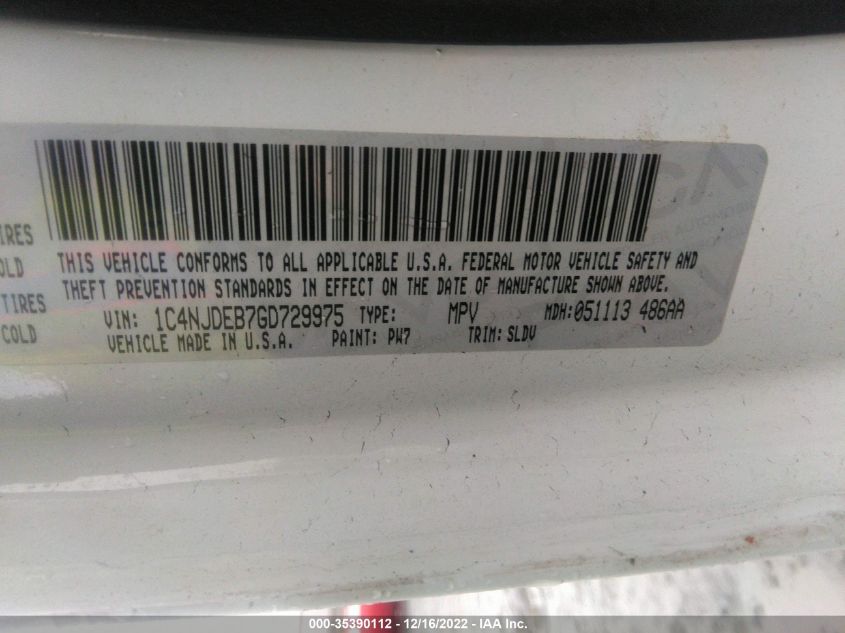 IRES
OLD
TIRES
COLD
THIS VEHICLE CONFORMS TO ALL APPLICABLE U.S.A. FEDERAL MOTOR VEHICLE SAFETY AND
THEFT PREVENTION STANDARDS IN EFFECT ON THE DATE OF MANUFACTURE SHOWN ABOVE.
VIN: 1C4NJDEB7GD729975 TYPE: MPV MDH:051113 486AA
VEHICLE MADE IN U.S.A. PAINT: PW7 TRIM: SLDV
000-35390112 - 12/16/2022 - IAA Inc.